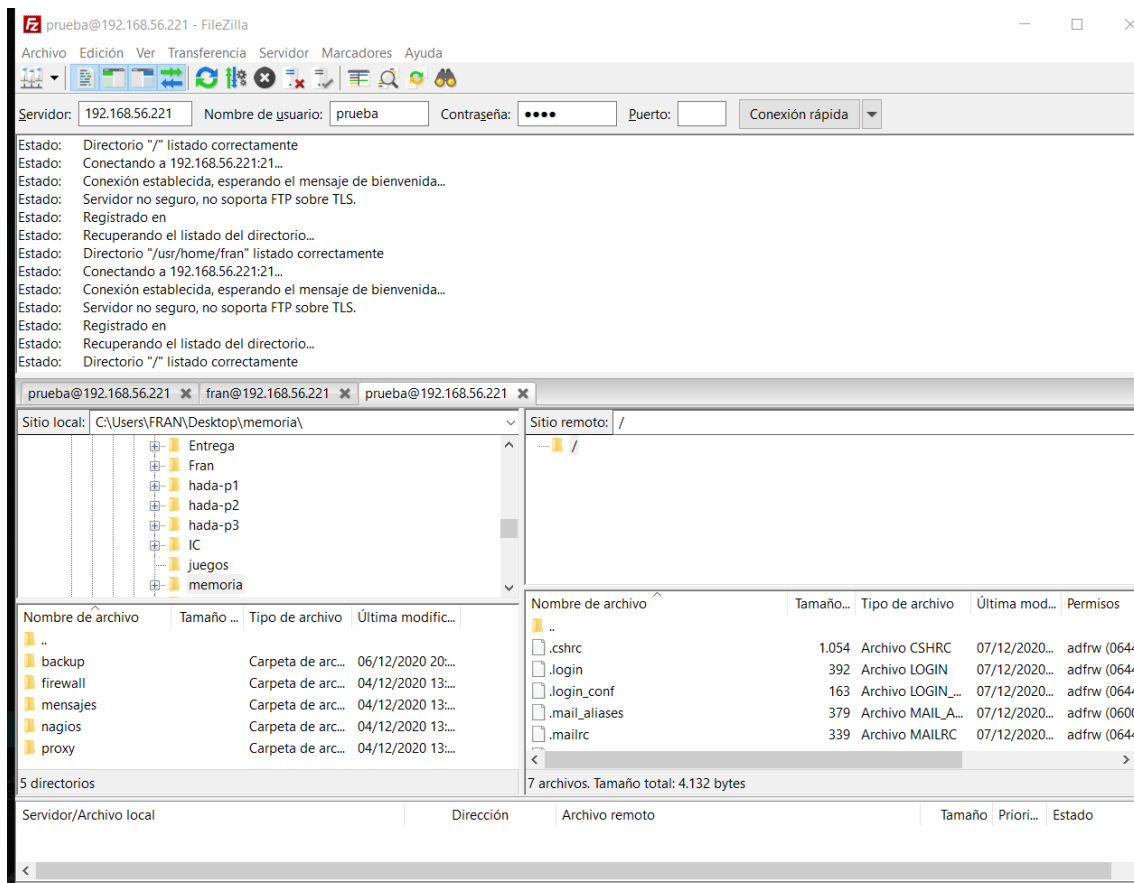 prueba@192.168.56.221 - FileZilla
Archivo Edición Ver Transferencia Servidor Marcadores Ayuda
Servidor: 192.168.56.221 Nombre de usuario: prueba Contraseña: •••• Puerto: Conexión rápida
Estado: Directorio "/" listado correctamente
Estado: Conectando a 192.168.56.221:21...
Estado: Conexión establecida, esperando el mensaje de bienvenida...
Estado: Servidor no seguro, no soporta FTP sobre TLS.
Estado: Registrado en
Estado: Recuperando el listado del directorio...
Estado: Directorio "/usr/home/fran" listado correctamente
Estado: Conectando a 192.168.56.221:21...
Estado: Conexión establecida, esperando el mensaje de bienvenida...
Estado: Servidor no seguro, no soporta FTP sobre TLS.
Estado: Registrado en
Estado: Recuperando el listado del directorio...
Estado: Directorio "/" listado correctamente
prueba@192.168.56.221 fran@192.168.56.221 prueba@192.168.56.221
Sitio local: C:\Users\FRAN\Desktop\memoria\
Entrega
Fran
hada-p1
hada-p2
hada-p3
IC
juegos
memoria
Nombre de archivo Tamaño ... Tipo de archivo Última modific...
..
backup Carpeta de arc... 06/12/2020 20:...
firewall Carpeta de arc... 04/12/2020 13:...
mensajes Carpeta de arc... 04/12/2020 13:...
nagios Carpeta de arc... 04/12/2020 13:...
proxy Carpeta de arc... 04/12/2020 13:...
5 directorios
Sitio remoto: /
/
Nombre de archivo Tamaño... Tipo de archivo Última mod... Permisos
..
.cshrc 1.054 Archivo CSHRC 07/12/2020... adfrw (0644
.login 392 Archivo LOGIN 07/12/2020... adfrw (0644
.login_conf 163 Archivo LOGIN_... 07/12/2020... adfrw (0644
.mail_aliases 379 Archivo MAIL_A... 07/12/2020... adfrw (0600
.mailrc 339 Archivo MAILRC 07/12/2020... adfrw (0644
7 archivos. Tamaño total: 4.132 bytes
Servidor/Archivo local Dirección Archivo remoto Tamaño Priori... Estado